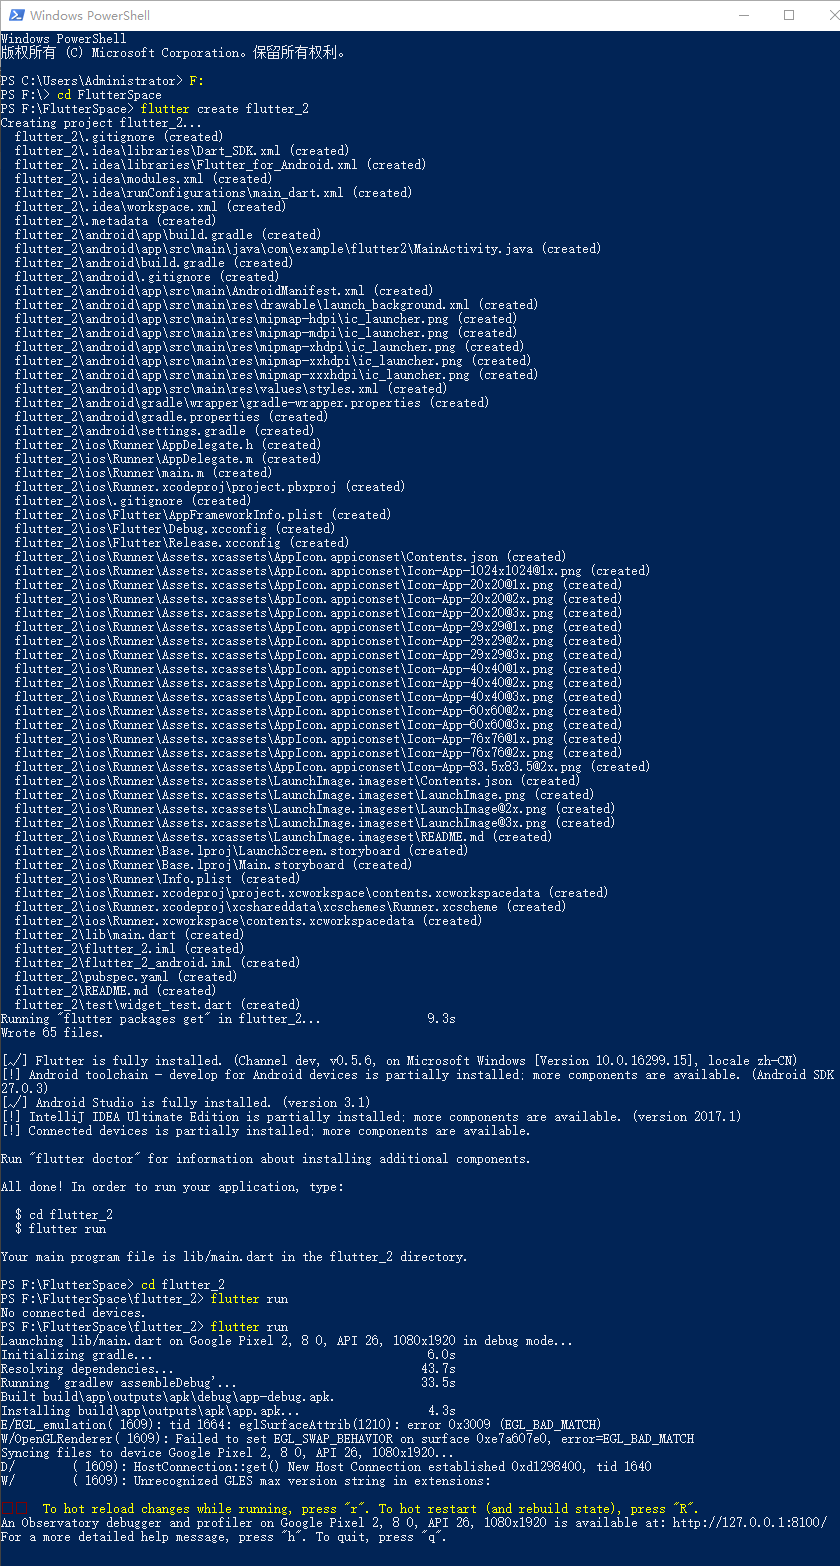 Windows PowerShell
Windows PowerShell
版权所有 (C) Microsoft Corporation。保留所有权利。
PS C:\Users\Administrator> F:
PS F:\> cd FlutterSpace
PS F:\FlutterSpace> flutter create flutter_2
Creating project flutter_2...
flutter_2\.gitignore (created)
flutter_2\.idea\libraries\Dart_SDK.xml (created)
flutter_2\.idea\libraries\Flutter_for_Android.xml (created)
flutter_2\.idea\modules.xml (created)
flutter_2\.idea\runConfigurations\main_dart.xml (created)
flutter_2\.idea\workspace.xml (created)
flutter_2\.metadata (created)
flutter_2\android\app\build.gradle (created)
flutter_2\android\app\src\main\java\com\example\flutter2\MainActivity.java (created)
flutter_2\android\build.gradle (created)
flutter_2\android\.gitignore (created)
flutter_2\android\app\src\main\AndroidManifest.xml (created)
flutter_2\android\app\src\main\res\drawable\launch_background.xml (created)
flutter_2\android\app\src\main\res\mipmap-hdpi\ic_launcher.png (created)
flutter_2\android\app\src\main\res\mipmap-mdpi\ic_launcher.png (created)
flutter_2\android\app\src\main\res\mipmap-xhdpi\ic_launcher.png (created)
flutter_2\android\app\src\main\res\mipmap-xxhdpi\ic_launcher.png (created)
flutter_2\android\app\src\main\res\mipmap-xxxhdpi\ic_launcher.png (created)
flutter_2\android\app\src\main\res\values\styles.xml (created)
flutter_2\android\gradle\wrapper\gradle-wrapper.properties (created)
flutter_2\android\gradle.properties (created)
flutter_2\android\settings.gradle (created)
flutter_2\ios\Runner\AppDelegate.h (created)
flutter_2\ios\Runner\AppDelegate.m (created)
flutter_2\ios\Runner\main.m (created)
flutter_2\ios\Runner.xcodeproj\project.pbxproj (created)
flutter_2\ios\.gitignore (created)
flutter_2\ios\Flutter\AppFrameworkInfo.plist (created)
flutter_2\ios\Flutter\Debug.xcconfig (created)
flutter_2\ios\Flutter\Release.xcconfig (created)
flutter_2\ios\Runner\Assets.xcassets\AppIcon.appiconset\Contents.json (created)
flutter_2\ios\Runner\Assets.xcassets\AppIcon.appiconset\Icon-App-1024x1024@1x.png (created)
flutter_2\ios\Runner\Assets.xcassets\AppIcon.appiconset\Icon-App-20x20@1x.png (created)
flutter_2\ios\Runner\Assets.xcassets\AppIcon.appiconset\Icon-App-20x20@2x.png (created)
flutter_2\ios\Runner\Assets.xcassets\AppIcon.appiconset\Icon-App-20x20@3x.png (created)
flutter_2\ios\Runner\Assets.xcassets\AppIcon.appiconset\Icon-App-29x29@1x.png (created)
flutter_2\ios\Runner\Assets.xcassets\AppIcon.appiconset\Icon-App-29x29@2x.png (created)
flutter_2\ios\Runner\Assets.xcassets\AppIcon.appiconset\Icon-App-29x29@3x.png (created)
flutter_2\ios\Runner\Assets.xcassets\AppIcon.appiconset\Icon-App-40x40@1x.png (created)
flutter_2\ios\Runner\Assets.xcassets\AppIcon.appiconset\Icon-App-40x40@2x.png (created)
flutter_2\ios\Runner\Assets.xcassets\AppIcon.appiconset\Icon-App-40x40@3x.png (created)
flutter_2\ios\Runner\Assets.xcassets\AppIcon.appiconset\Icon-App-60x60@2x.png (created)
flutter_2\ios\Runner\Assets.xcassets\AppIcon.appiconset\Icon-App-60x60@3x.png (created)
flutter_2\ios\Runner\Assets.xcassets\AppIcon.appiconset\Icon-App-76x76@1x.png (created)
flutter_2\ios\Runner\Assets.xcassets\AppIcon.appiconset\Icon-App-76x76@2x.png (created)
flutter_2\ios\Runner\Assets.xcassets\AppIcon.appiconset\Icon-App-83.5x83.5@2x.png (created)
flutter_2\ios\Runner\Assets.xcassets\LaunchImage.imageset\Contents.json (created)
flutter_2\ios\Runner\Assets.xcassets\LaunchImage.imageset\LaunchImage.png (created)
flutter_2\ios\Runner\Assets.xcassets\LaunchImage.imageset\LaunchImage@2x.png (created)
flutter_2\ios\Runner\Assets.xcassets\LaunchImage.imageset\LaunchImage@3x.png (created)
flutter_2\ios\Runner\Assets.xcassets\LaunchImage.imageset\README.md (created)
flutter_2\ios\Runner\Base.lproj\LaunchScreen.storyboard (created)
flutter_2\ios\Runner\Base.lproj\Main.storyboard (created)
flutter_2\ios\Runner\Info.plist (created)
flutter_2\ios\Runner.xcodeproj\project.xcworkspace\contents.xcworkspacedata (created)
flutter_2\ios\Runner.xcodeproj\xcshareddata\xcschemes\Runner.xcscheme (created)
flutter_2\ios\Runner.xcworkspace\contents.xcworkspacedata (created)
flutter_2\lib\main.dart (created)
flutter_2\flutter_2.iml (created)
flutter_2\flutter_2_android.iml (created)
flutter_2\pubspec.yaml (created)
flutter_2\README.md (created)
flutter_2\test\widget_test.dart (created)
Running "flutter packages get" in flutter_2... 9.3s
Wrote 65 files.
[√] Flutter is fully installed. (Channel dev, v0.5.6, on Microsoft Windows [Version 10.0.16299.15], locale zh-CN)
[!] Android toolchain - develop for Android devices is partially installed; more components are available. (Android SDK
27.0.3)
[√] Android Studio is fully installed. (version 3.1)
[!] IntelliJ IDEA Ultimate Edition is partially installed; more components are available. (version 2017.1)
[!] Connected devices is partially installed; more components are available.
Run "flutter doctor" for information about installing additional components.
All done! In order to run your application, type:
$ cd flutter_2
$ flutter run
Your main program file is lib/main.dart in the flutter_2 directory.
PS F:\FlutterSpace> cd flutter_2
PS F:\FlutterSpace\flutter_2> flutter run
No connected devices.
PS F:\FlutterSpace\flutter_2> flutter run
Launching lib/main.dart on Google Pixel 2, 8 0, API 26, 1080x1920 in debug mode...
Initializing gradle... 6.0s
Resolving dependencies... 43.7s
Running 'gradlew assembleDebug'... 33.5s
Built build\app\outputs\apk\debug\app-debug.apk.
Installing build\app\outputs\apk\app.apk... 4.3s
E/EGL_emulation( 1609): tid 1664: eglSurfaceAttrib(1210): error 0x3009 (EGL_BAD_MATCH)
W/OpenGLRenderer( 1609): Failed to set EGL_SWAP_BEHAVIOR on surface 0xe7a607e0, error=EGL_BAD_MATCH
Syncing files to device Google Pixel 2, 8 0, API 26, 1080x1920...
D/ ( 1609): HostConnection::get() New Host Connection established 0xd1298400, tid 1640
W/ ( 1609): Unrecognized GLES max version string in extensions:
To hot reload changes while running, press "r". To hot restart (and rebuild state), press "R".
An Observatory debugger and profiler on Google Pixel 2, 8 0, API 26, 1080x1920 is available at: http://127.0.0.1:8100/
For a more detailed help message, press "h". To quit, press "q".